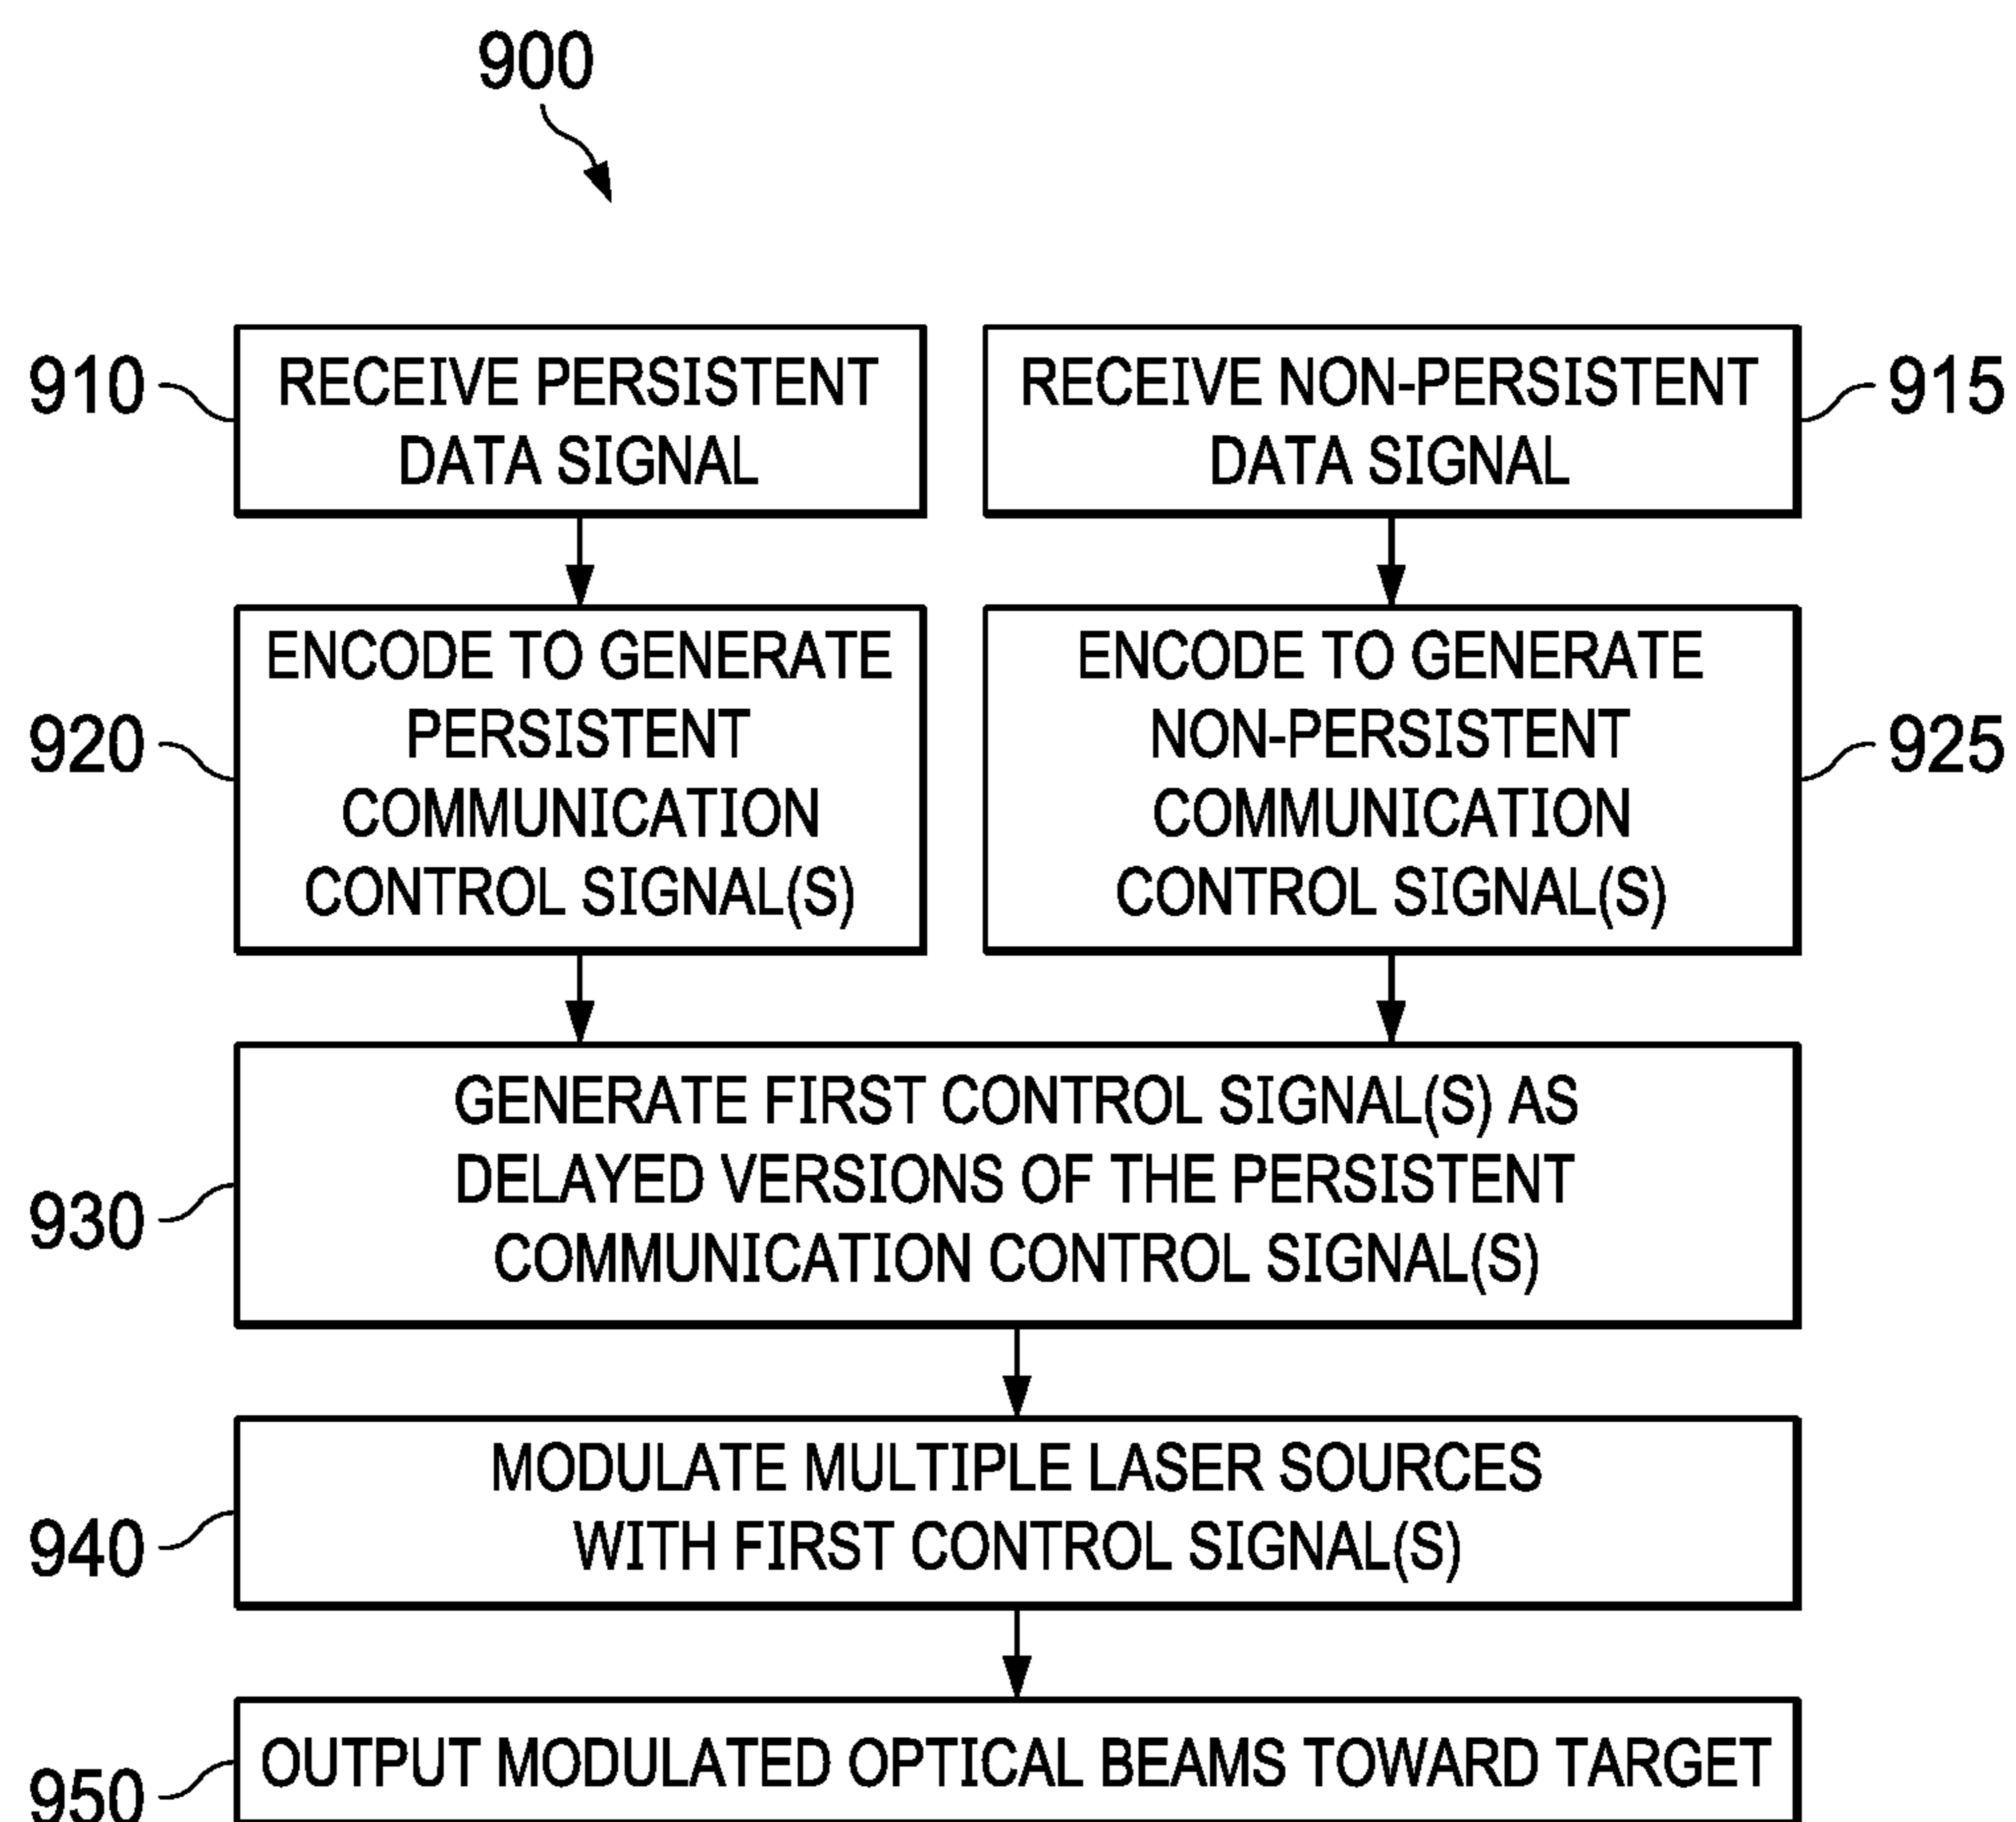 900
910
RECEIVE PERSISTENT
DATA SIGNAL
RECEIVE NON-PERSISTENT
DATA SIGNAL
915
920
ENCODE TO GENERATE
PERSISTENT
COMMUNICATION
CONTROL SIGNAL(S)
ENCODE TO GENERATE
NON-PERSISTENT
COMMUNICATION
CONTROL SIGNAL(S)
925
930
GENERATE FIRST CONTROL SIGNAL(S) AS
DELAYED VERSIONS OF THE PERSISTENT
COMMUNICATION CONTROL SIGNAL(S)
940
MODULATE MULTIPLE LASER SOURCES
WITH FIRST CONTROL SIGNAL(S)
950
OUTPUT MODULATED OPTICAL BEAMS TOWARD TARGET